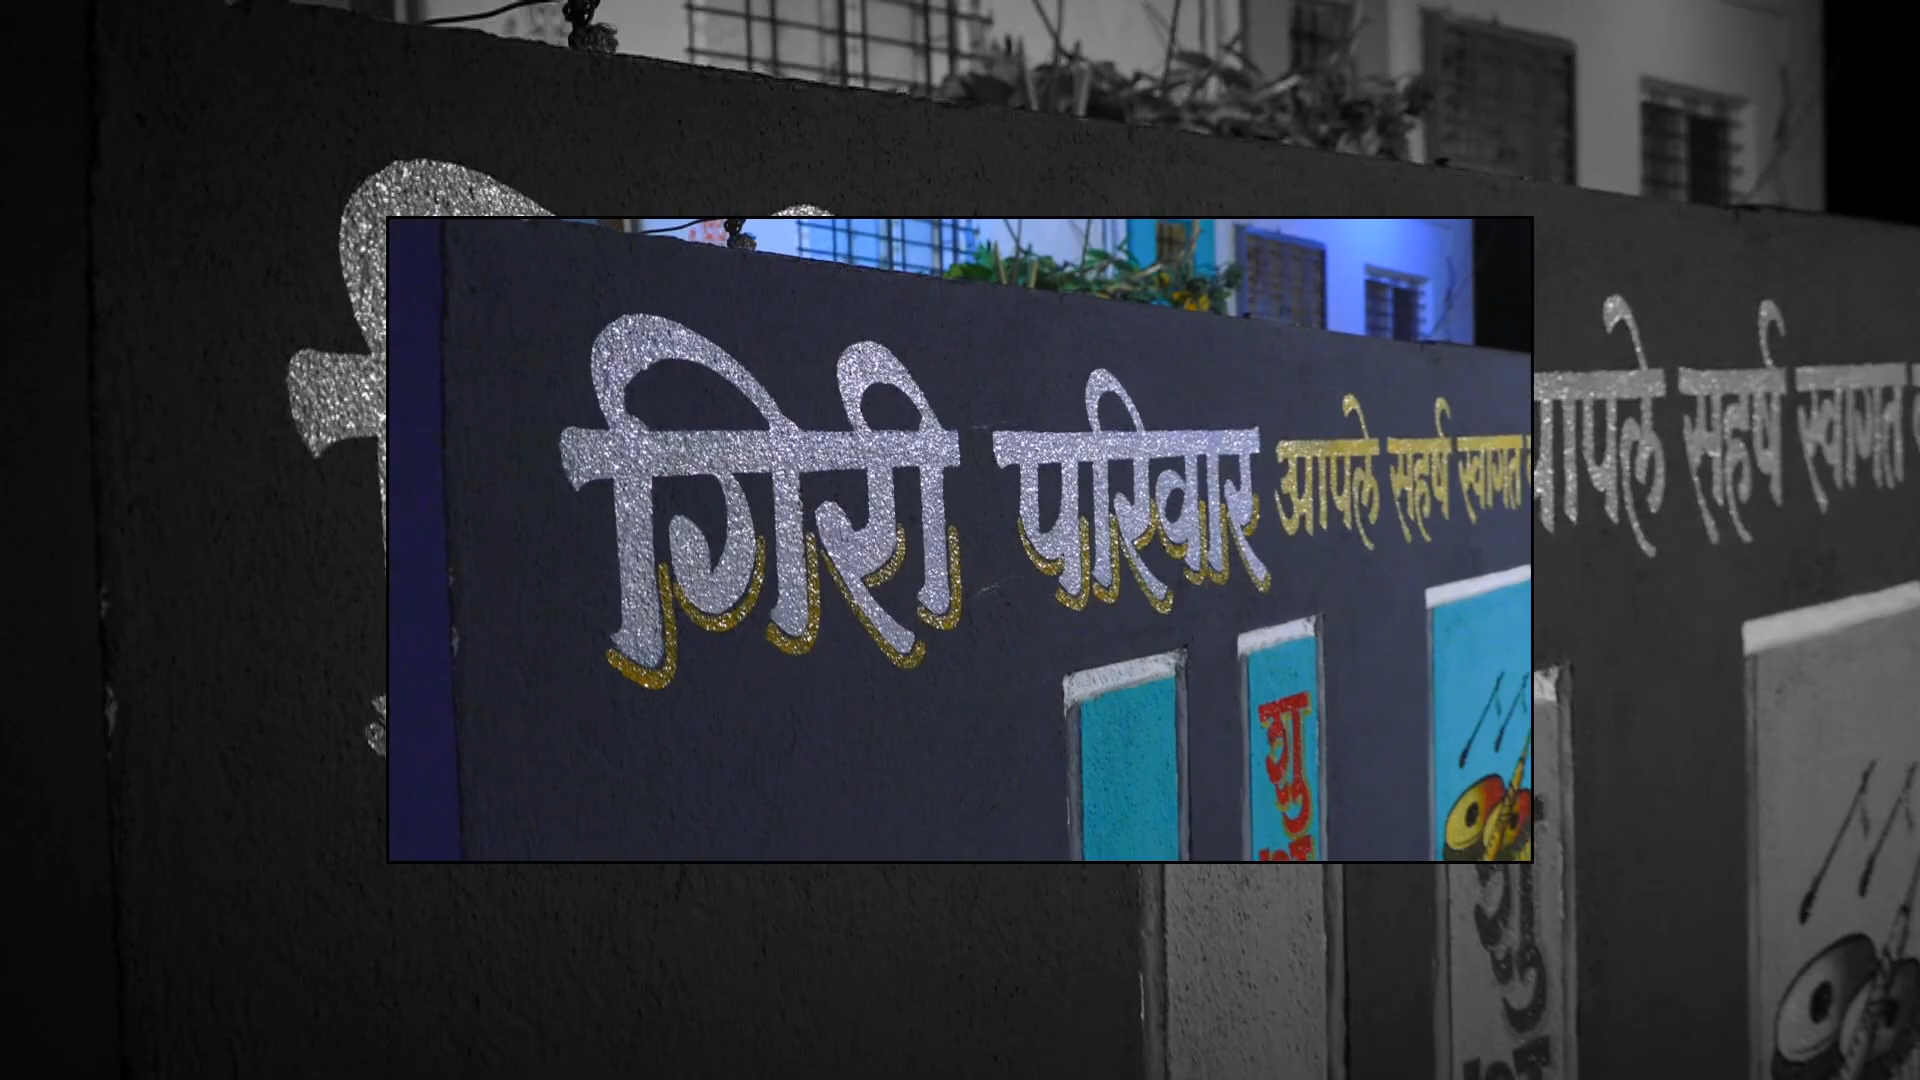 गिरी परिवार आपले सहर्ष स्वागत
शु